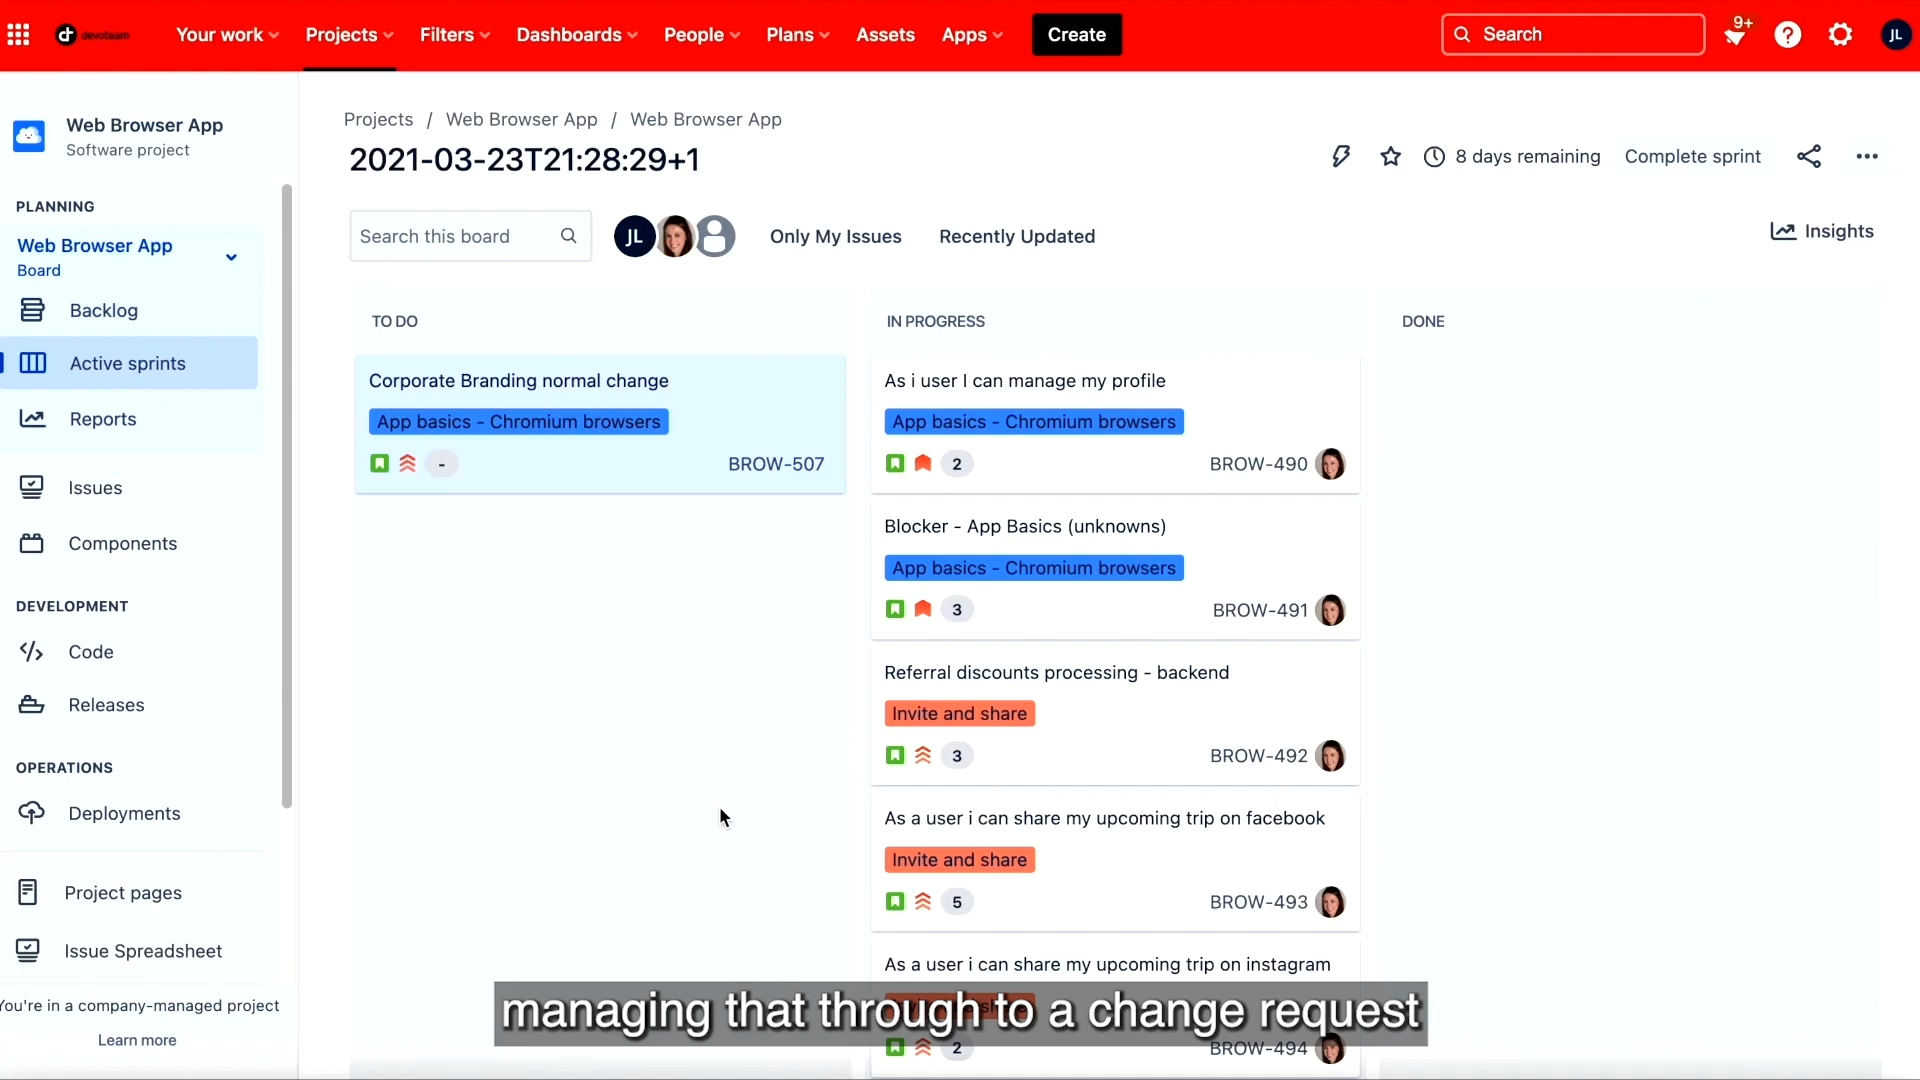 devoteam
Your work
Projects
Filters
Dashboards
People
Plans
Assets
Apps
Create
Search
9+
JL
Web Browser App
Software project
PLANNING
Web Browser App
Board
Backlog
Active sprints
Reports
Issues
Components
DEVELOPMENT
Code
Releases
OPERATIONS
Deployments
Project pages
Issue Spreadsheet
You're in a company-managed project
Learn more
Projects / Web Browser App / Web Browser App
2021-03-23T21:28:29+1
8 days remaining
Complete sprint
Search this board
JL
Only My Issues
Recently Updated
Insights
TO DO
Corporate Branding normal change
App basics - Chromium browsers
-
BROW-507
IN PROGRESS
As i user I can manage my profile
App basics - Chromium browsers
2
BROW-490
Blocker - App Basics (unknowns)
App basics - Chromium browsers
3
BROW-491
Referral discounts processing - backend
Invite and share
3
BROW-492
As a user i can share my upcoming trip on facebook
Invite and share
5
BROW-493
As a user i can share my upcoming trip on instagram
2
BROW-494
DONE
managing that through to a change request